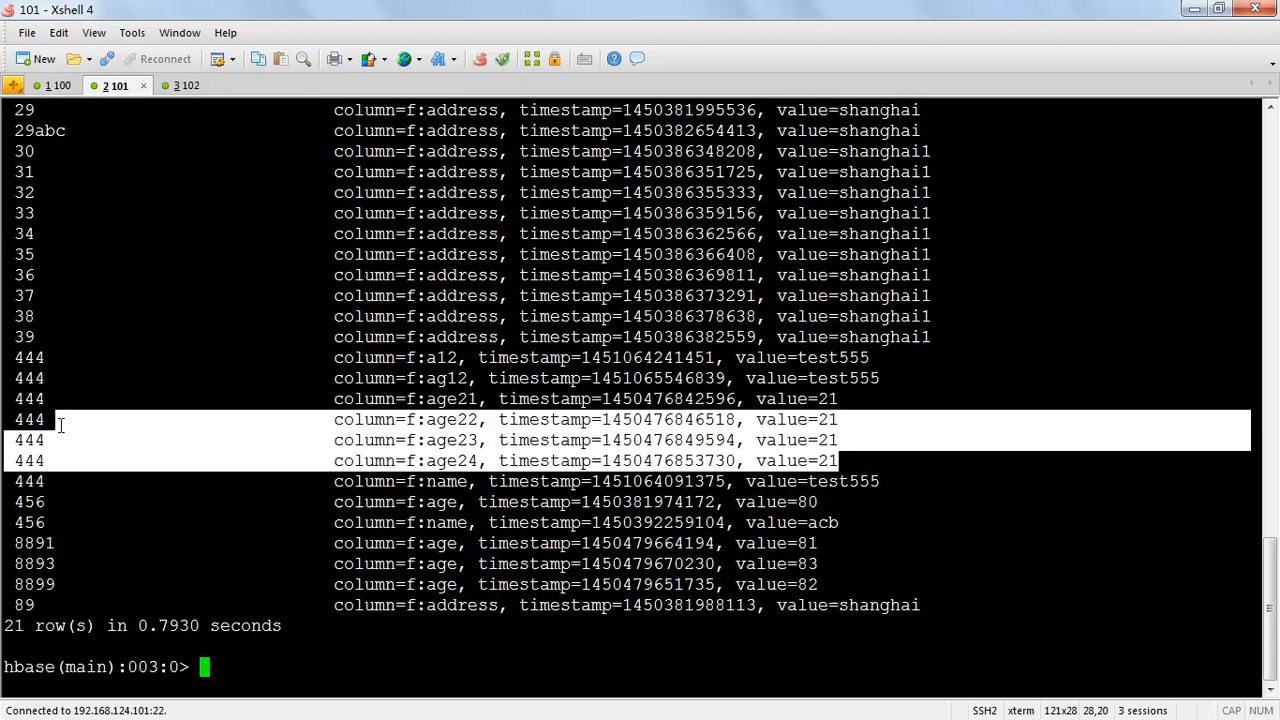 101 - Xshell 4
File Edit View Tools Window Help
New Reconnect
1 100 2 101 3 102
29 column=f:address, timestamp=1450381995536, value=shanghai
29abc column=f:address, timestamp=1450382654413, value=shanghai
30 column=f:address, timestamp=1450386348208, value=shanghai1
31 column=f:address, timestamp=1450386351725, value=shanghai1
32 column=f:address, timestamp=1450386355333, value=shanghai1
33 column=f:address, timestamp=1450386359156, value=shanghai1
34 column=f:address, timestamp=1450386362566, value=shanghai1
35 column=f:address, timestamp=1450386366408, value=shanghai1
36 column=f:address, timestamp=1450386369811, value=shanghai1
37 column=f:address, timestamp=1450386373291, value=shanghai1
38 column=f:address, timestamp=1450386378638, value=shanghai1
39 column=f:address, timestamp=1450386382559, value=shanghai1
444 column=f:a12, timestamp=1451064241451, value=test555
444 column=f:ag12, timestamp=1451065546839, value=test555
444 column=f:age21, timestamp=1450476842596, value=21
444 column=f:age22, timestamp=1450476846518, value=21
444 column=f:age23, timestamp=1450476849594, value=21
444 column=f:age24, timestamp=1450476853730, value=21
444 column=f:name, timestamp=1451064091375, value=test555
456 column=f:age, timestamp=1450381974172, value=80
456 column=f:name, timestamp=1450392259104, value=acb
8891 column=f:age, timestamp=1450479664194, value=81
8893 column=f:age, timestamp=1450479670230, value=83
8899 column=f:age, timestamp=1450479651735, value=82
89 column=f:address, timestamp=1450381988113, value=shanghai
21 row(s) in 0.7930 seconds
hbase(main):003:0>
Connected to 192.168.124.101:22. SSH2 xterm 121x28 28,20 3 sessions CAP NUM